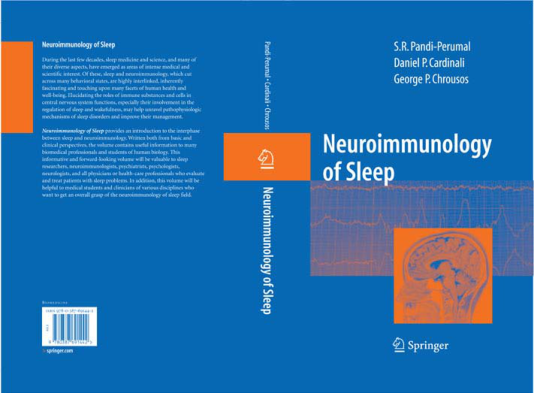 Neuroimmunology of Sleep
During the last few decades, sleep medicine and science, and many of
their diverse aspects, have emerged as areas of intense medical and
scientific interest. Of these, sleep and neuroimmunology, which cut
across many behavioral states, are highly interlinked, inherently
fascinating and touching upon many facets of human health and
well-being. Elucidating the roles of immune substances and cells in
central nervous system functions, especially their involvement in the
regulation of sleep and wakefulness, may help unravel pathophysiologic
mechanisms of sleep disorders and improve their management.
Neuroimmunology of Sleep provides an introduction to the interphase
between sleep and neuroimmunology. Written both from basic and
clinical perspectives, the volume contains useful information to many
biomedical professionals and students of human biology. This
informative and forward-looking volume will be valuable to sleep
researchers, neuroimmunologists, psychiatrists, psychologists,
neurologists, and all physicians or health-care professionals who evaluate
and treat patients with sleep problems. In addition, this volume will be
helpful to medical students and clinicians of various disciplines who
want to get an overall grasp of the neuroimmunology of sleep field.
springer.com
Pandi-Perumal • Cardinali • Chrousos
Neuroimmunology of Sleep
S.R. Pandi-Perumal
Daniel P. Cardinali
George P. Chrousos
Neuroimmunology
of Sleep
Springer